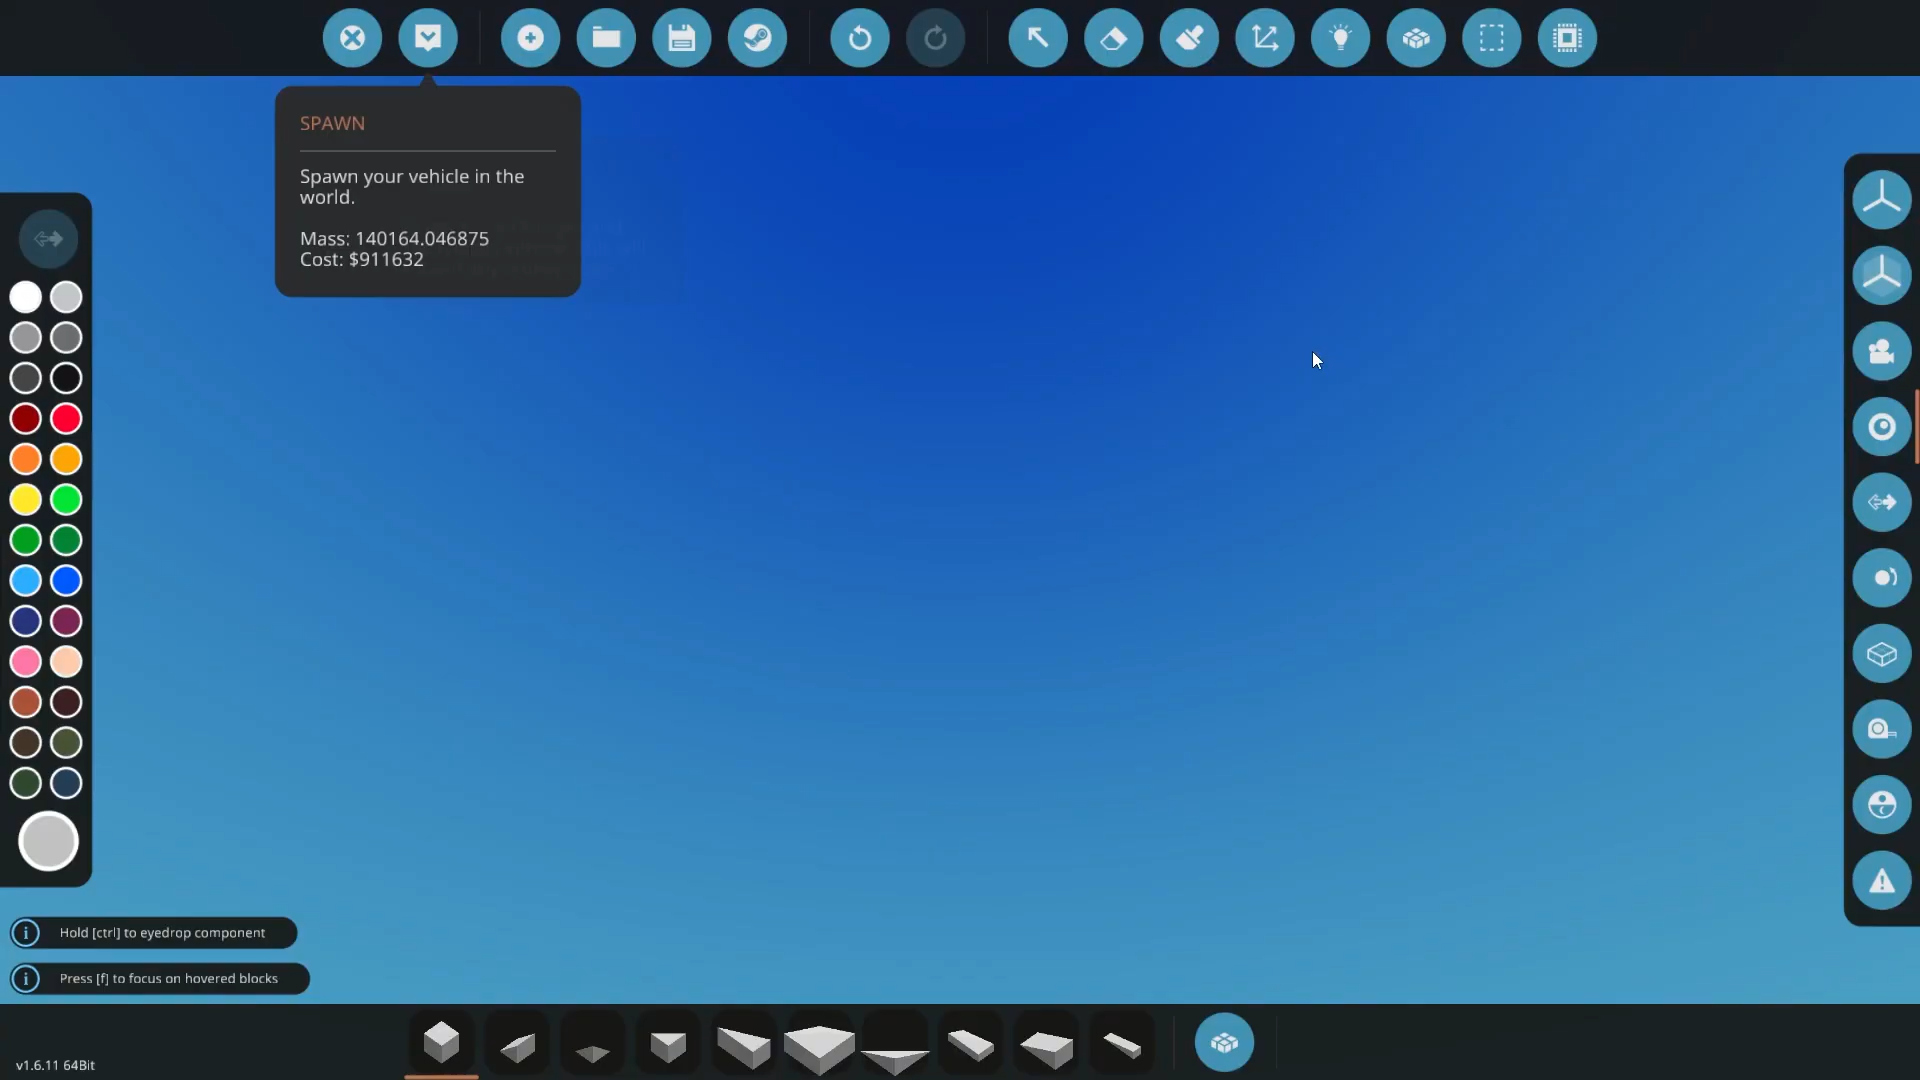 SPAWN
Spawn your vehicle in the
world.
Mass: 140164.046875
Cost: $911632
Hold [ctrl] to eyedrop component
Press [f] to focus on hovered blocks
v1.6.11 64Bit